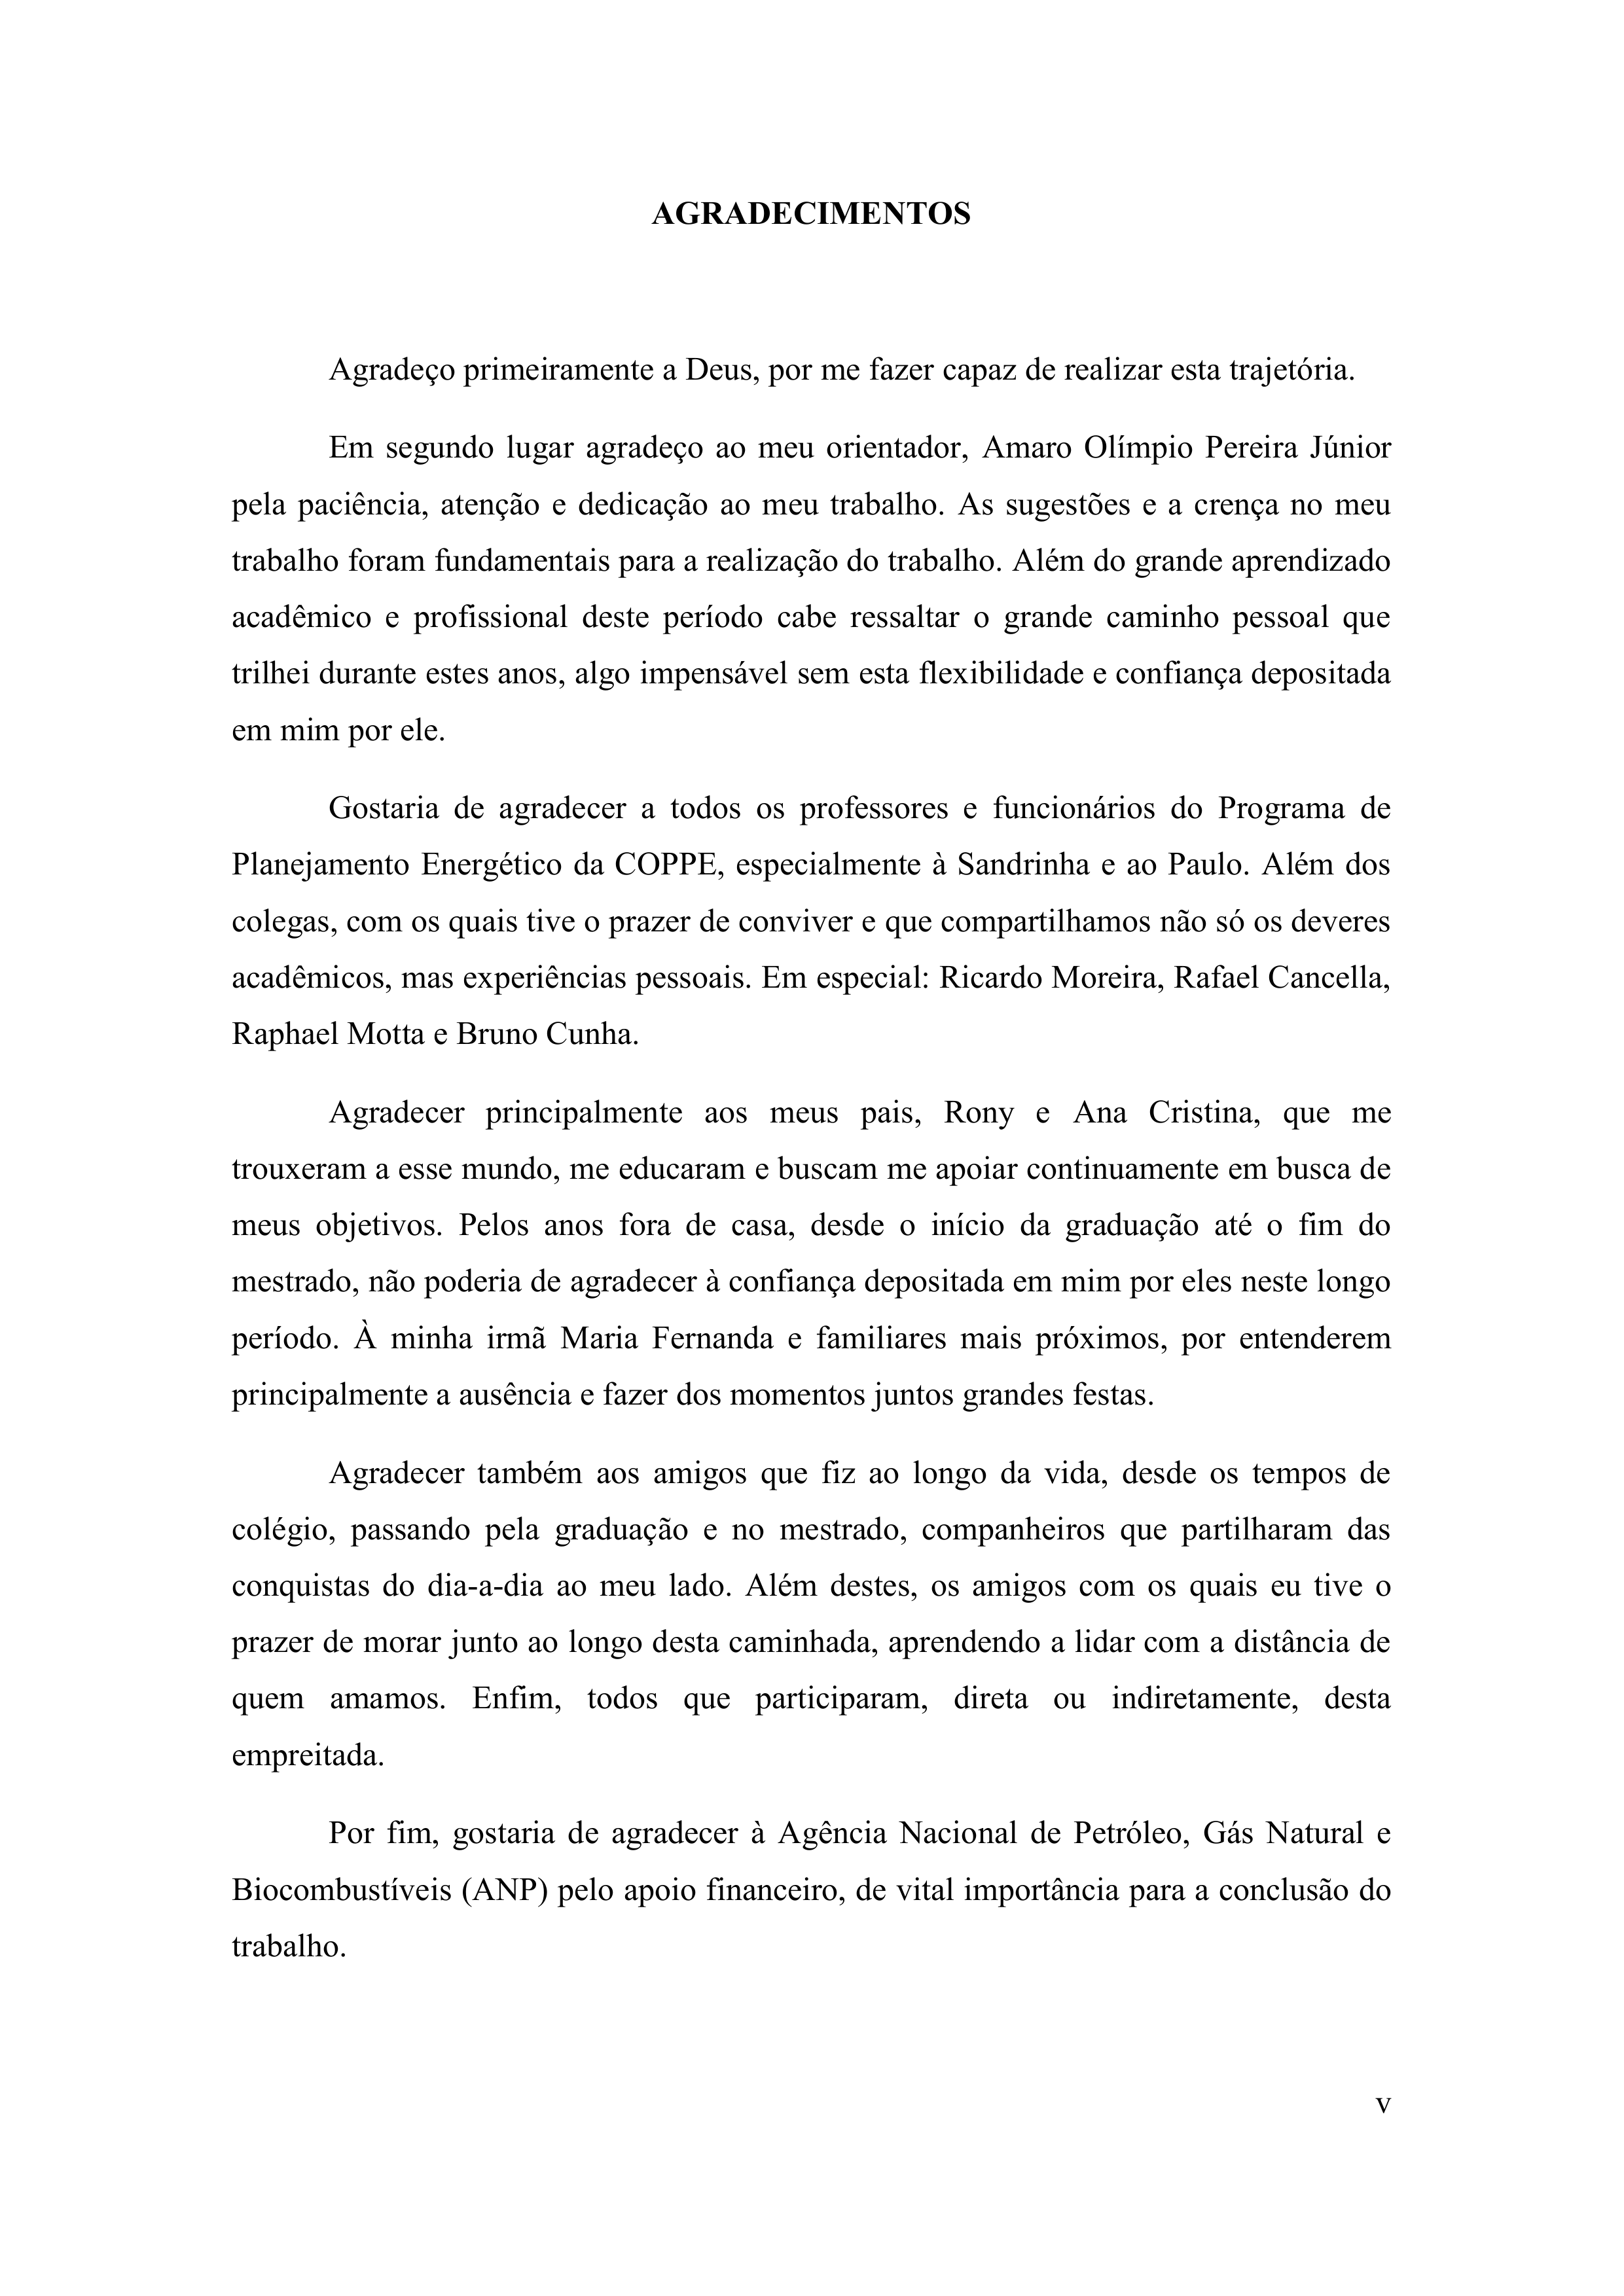 AGRADECIMENTOS
Agradeço primeiramente a Deus, por me fazer capaz de realizar esta trajetória.
Em segundo lugar agradeço ao meu orientador, Amaro Olímpio Pereira Júnior
pela paciência, atenção e dedicação ao meu trabalho. As sugestões e a crença no meu
trabalho foram fundamentais para a realização do trabalho. Além do grande aprendizado
acadêmico e profissional deste período cabe ressaltar o grande caminho pessoal que
trilhei durante estes anos, algo impensável sem esta flexibilidade e confiança depositada
em mim por ele.
Gostaria de agradecer a todos os professores e funcionários do Programa de
Planejamento Energético da COPPE, especialmente à Sandrinha e ao Paulo. Além dos
colegas, com os quais tive o prazer de conviver e que compartilhamos não só os deveres
acadêmicos, mas experiências pessoais. Em especial: Ricardo Moreira, Rafael Cancella,
Raphael Motta e Bruno Cunha.
Agradecer principalmente aos meus pais, Rony e Ana Cristina, que me
trouxeram a esse mundo, me educaram e buscam me apoiar continuamente em busca de
meus objetivos. Pelos anos fora de casa, desde o início da graduação até o fim do
mestrado, não poderia de agradecer à confiança depositada em mim por eles neste longo
período. À minha irmã Maria Fernanda e familiares mais próximos, por entenderem
principalmente a ausência e fazer dos momentos juntos grandes festas.
Agradecer também aos amigos que fiz ao longo da vida, desde os tempos de
colégio, passando pela graduação e no mestrado, companheiros que partilharam das
conquistas do dia-a-dia ao meu lado. Além destes, os amigos com os quais eu tive o
prazer de morar junto ao longo desta caminhada, aprendendo a lidar com a distância de
quem amamos. Enfim, todos que participaram, direta ou indiretamente, desta
empreitada.
Por fim, gostaria de agradecer à Agência Nacional de Petróleo, Gás Natural e
Biocombustíveis (ANP) pelo apoio financeiro, de vital importância para a conclusão do
trabalho.
v